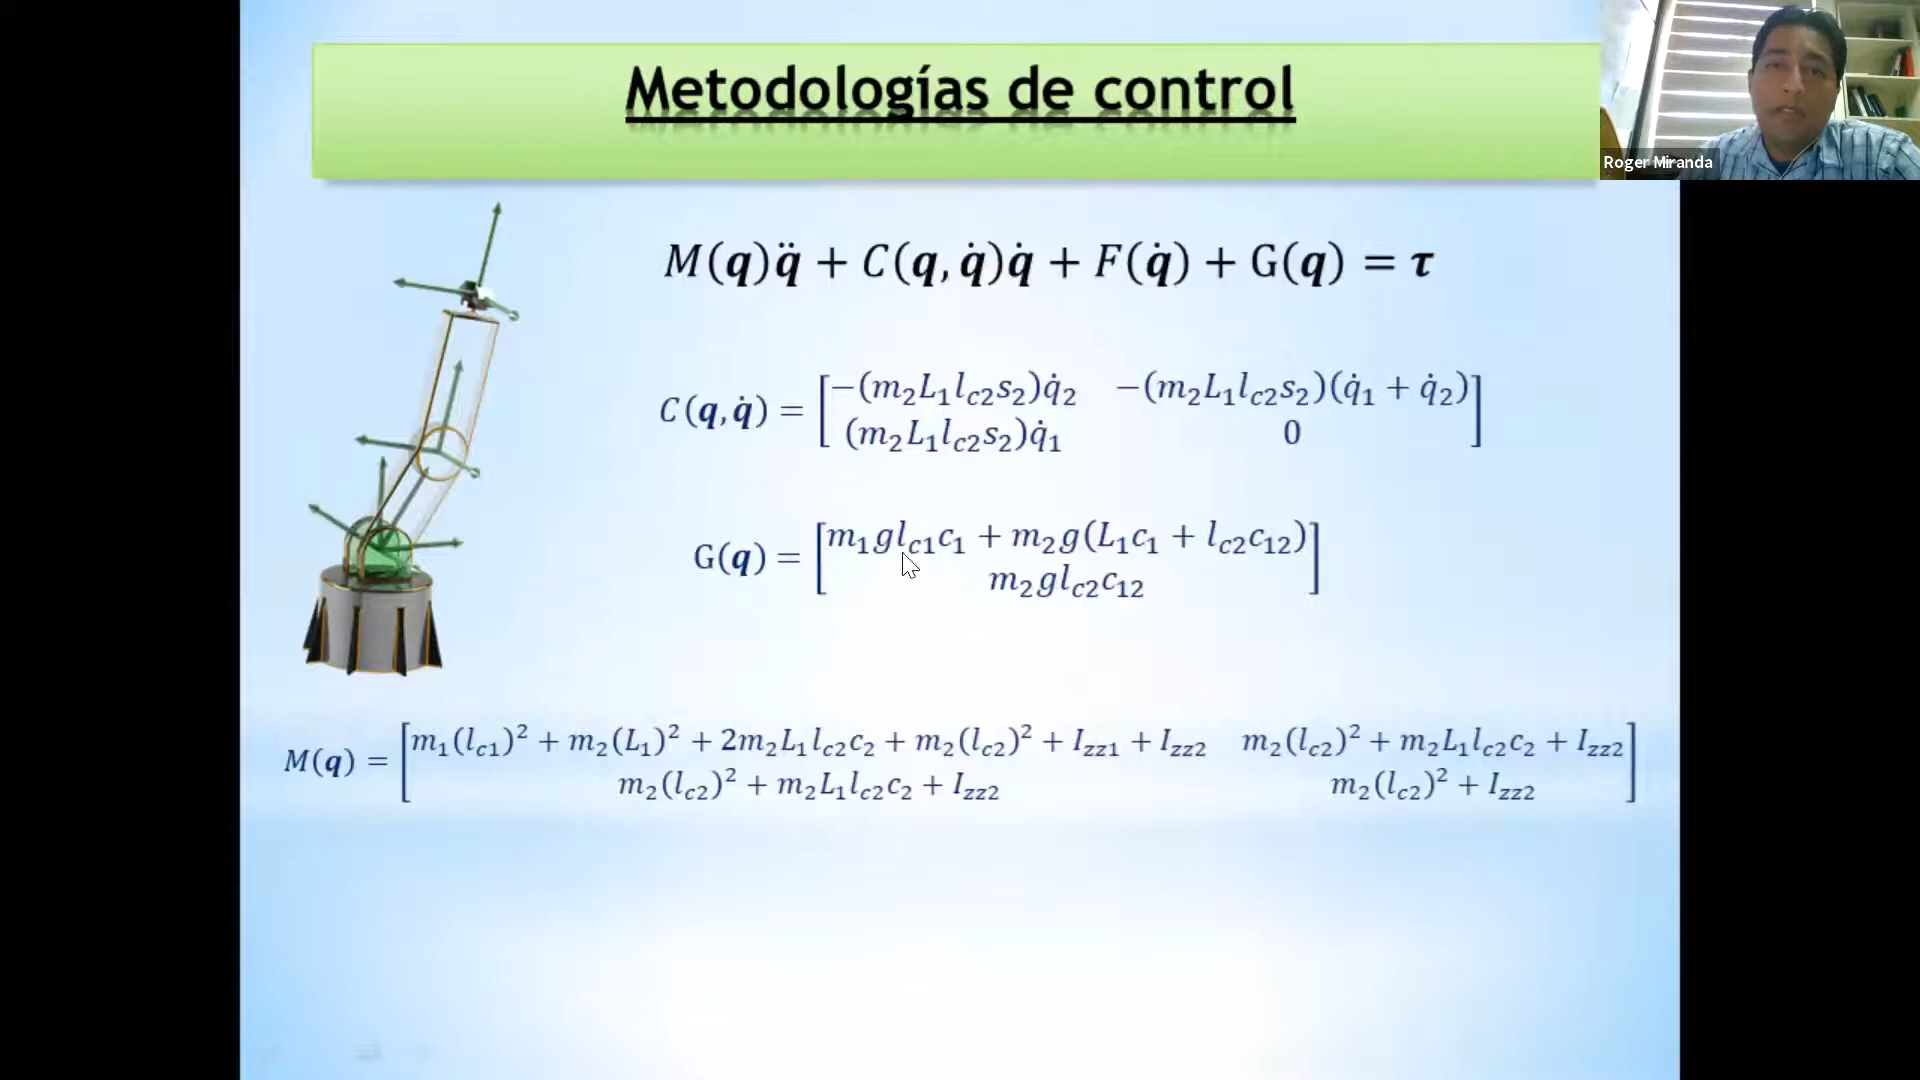 Metodologías de control
Roger Miranda
M(q)q̈ + C(q, q̇)q̇ + F(q̇) + G(q) = τ
C(q, q̇) = [−(m₂L₁l_c2s₂)q̇₂ −(m₂L₁l_c2s₂)(q̇₁ + q̇₂)
(m₂L₁l_c2s₂)q̇₁ 0]
G(q) = [m₁gl_c1c₁ + m₂g(L₁c₁ + l_c2c₁₂)
m₂gl_c2c₁₂]
M(q) = [m₁(l_c1)² + m₂(L₁)² + 2m₂L₁l_c2c₂ + m₂(l_c2)² + I_zz1 + I_zz2 m₂(l_c2)² + m₂L₁l_c2c₂ + I_zz2
m₂(l_c2)² + m₂L₁l_c2c₂ + I_zz2 m₂(l_c2)² + I_zz2]